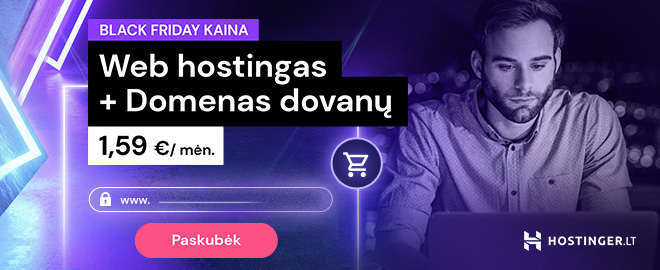 BLACK FRIDAY KAINA
Web hostingas
+ Domenas dovanų
1,59 €/ mėn.
www.
Paskubėk
HOSTINGER.LT